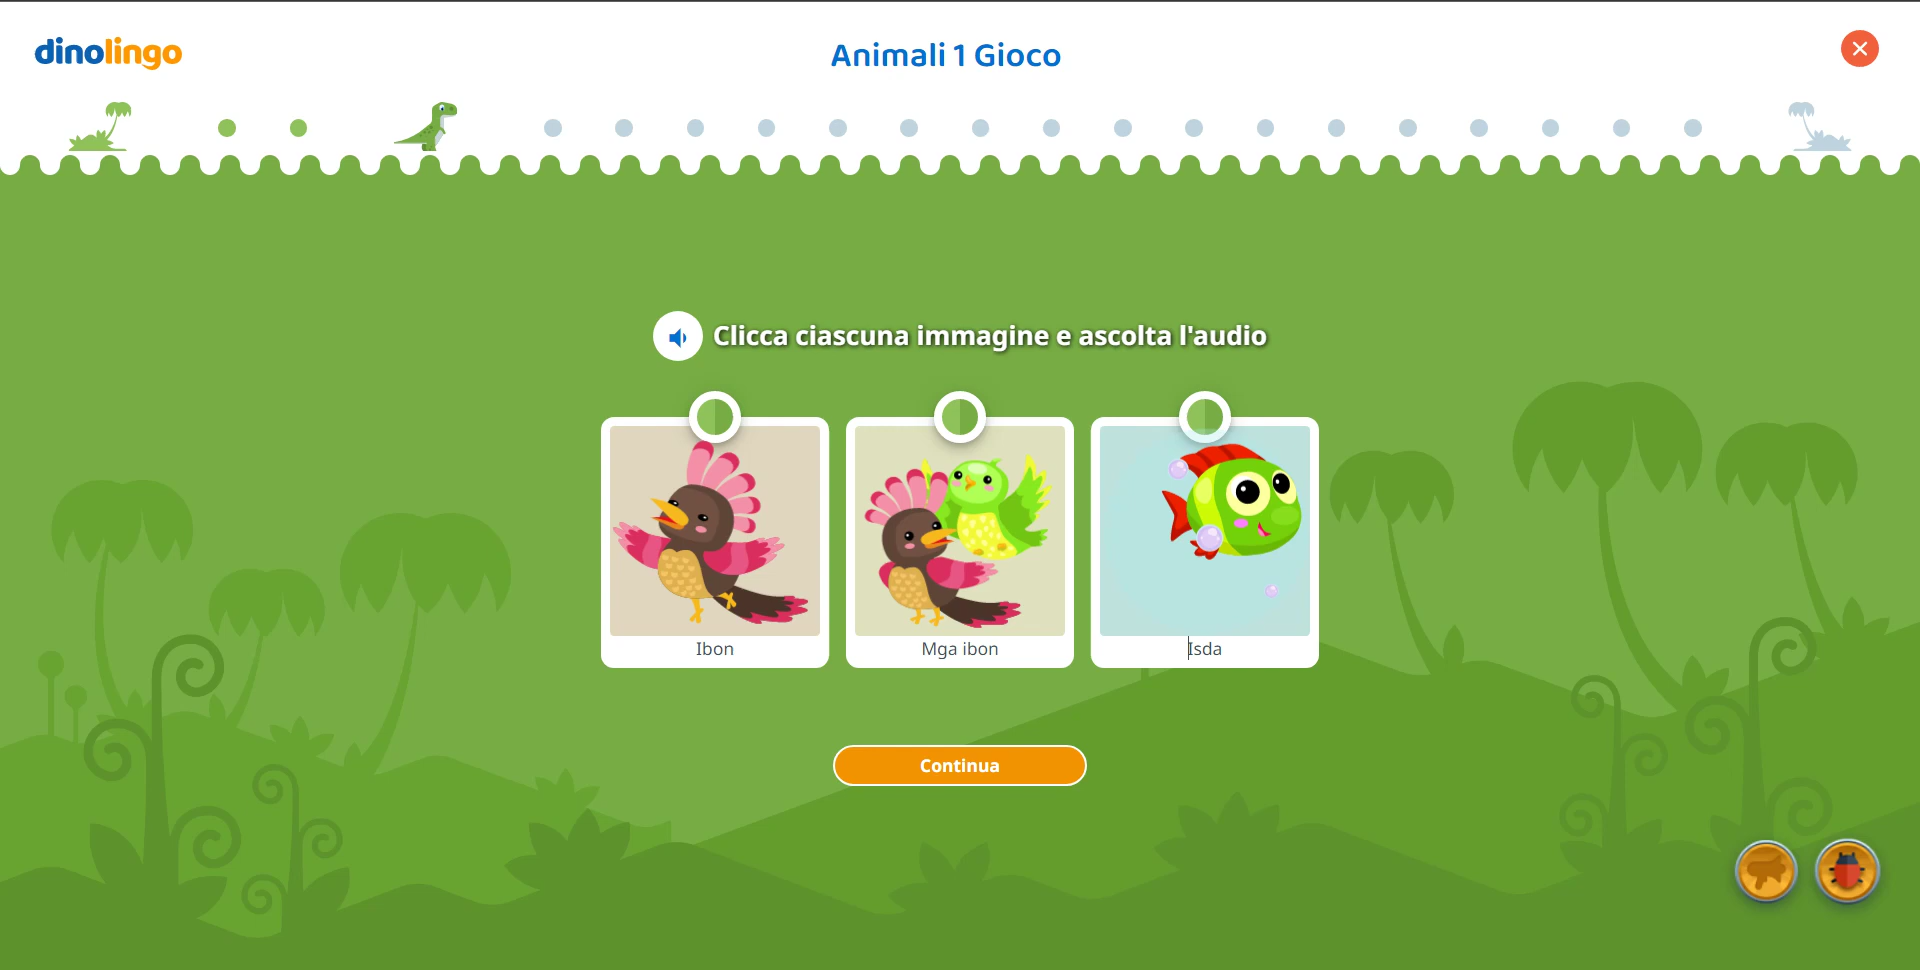 dinolingo
Animali 1 Gioco
Clicca ciascuna immagine e ascolta l'audio
Ibon
Mga ibon
Isda
Continua